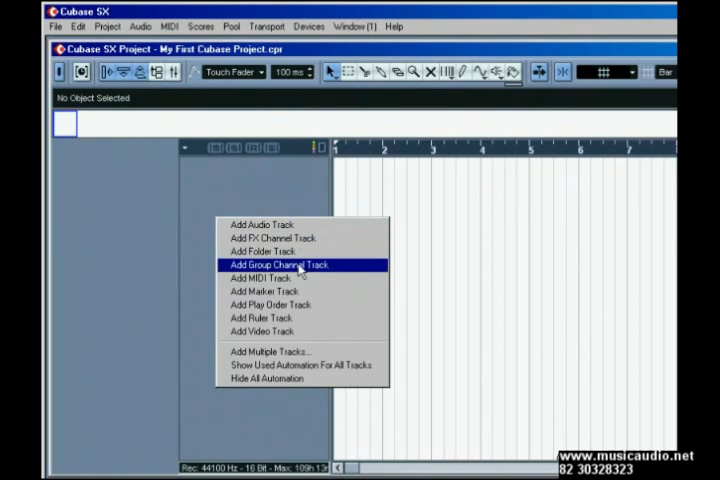 Cubase SX
File Edit Project Audio MIDI Scores Pool Transport Devices Window (1) Help
Cubase SX Project - My First Cubase Project.cpr
Touch Fader 100 ms Bar
No Object Selected
1 2 3 4 5 6 7
Add Audio Track
Add FX Channel Track
Add Folder Track
Add Group Channel Track
Add MIDI Track
Add Marker Track
Add Play Order Track
Add Ruler Track
Add Video Track
Add Multiple Tracks...
Show Used Automation For All Tracks
Hide All Automation
Rec: 44100 Hz - 16 Bit - Max: 109h 13
www.musicaudio.net
82 30328323